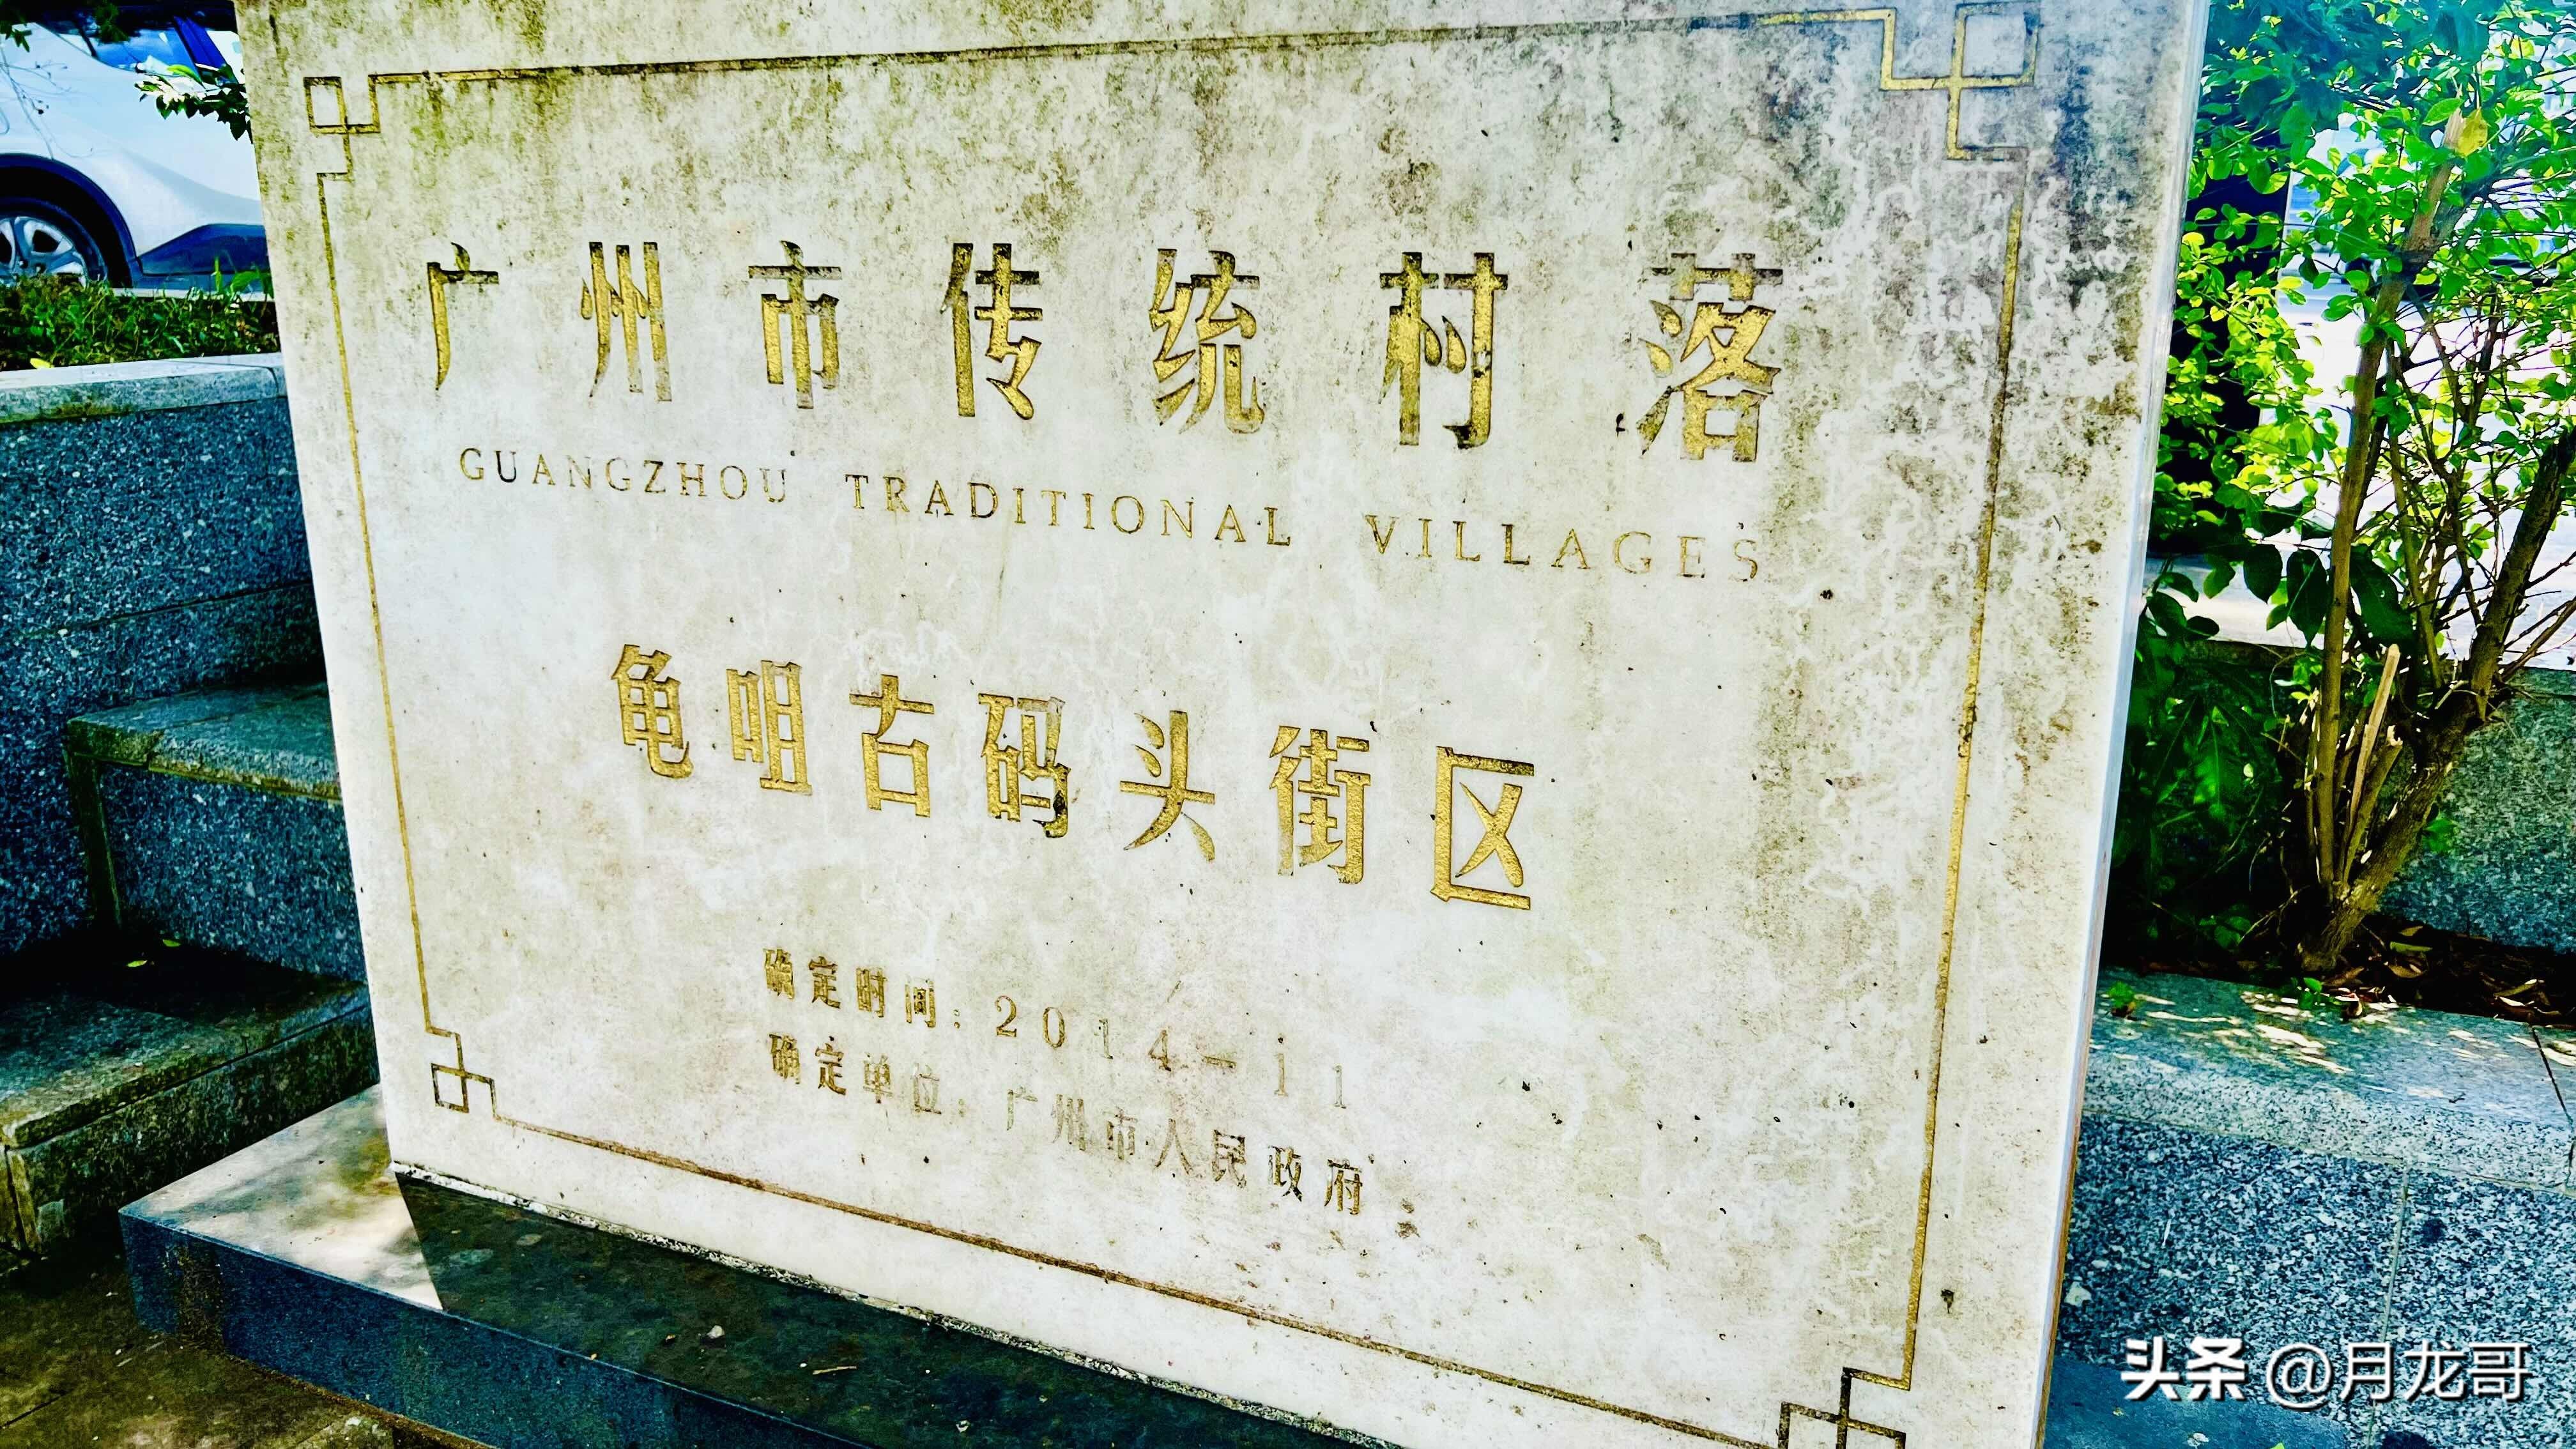 广州市传统村落
GUANGZHOU TRADITIONAL VILLAGES
龟咀古码头街区
确定时间：2014-11
确定单位：广州市人民政府
头条 @月龙哥